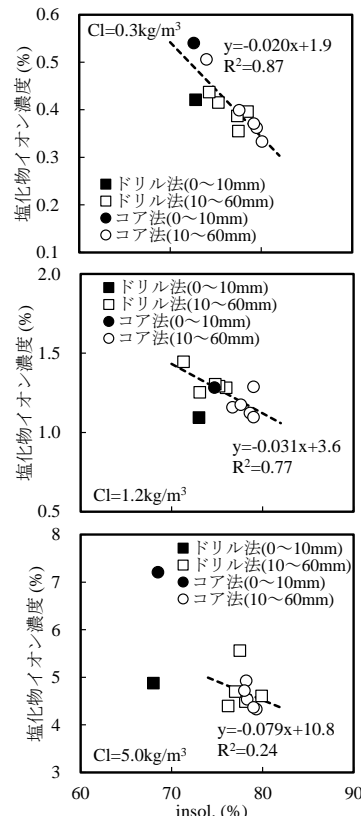 0.6
Cl=0.3kg/m³
0.5
y=-0.020x+1.9
R²=0.87
0.4
0.3
0.2
0.1
塩化物イオン濃度 (%)
ドリル法(0～10mm)
ドリル法(10～60mm)
コア法(0～10mm)
コア法(10～60mm)
2.0
1.5
1.0
0.5
塩化物イオン濃度 (%)
ドリル法(0～10mm)
ドリル法(10～60mm)
コア法(0～10mm)
コア法(10～60mm)
y=-0.031x+3.6
R²=0.77
Cl=1.2kg/m³
8
7
6
5
4
3
塩化物イオン濃度 (%)
ドリル法(0～10mm)
ドリル法(10～60mm)
コア法(0～10mm)
コア法(10～60mm)
y=-0.079x+10.8
R²=0.24
Cl=5.0kg/m³
60 70 80 90
insol. (%)